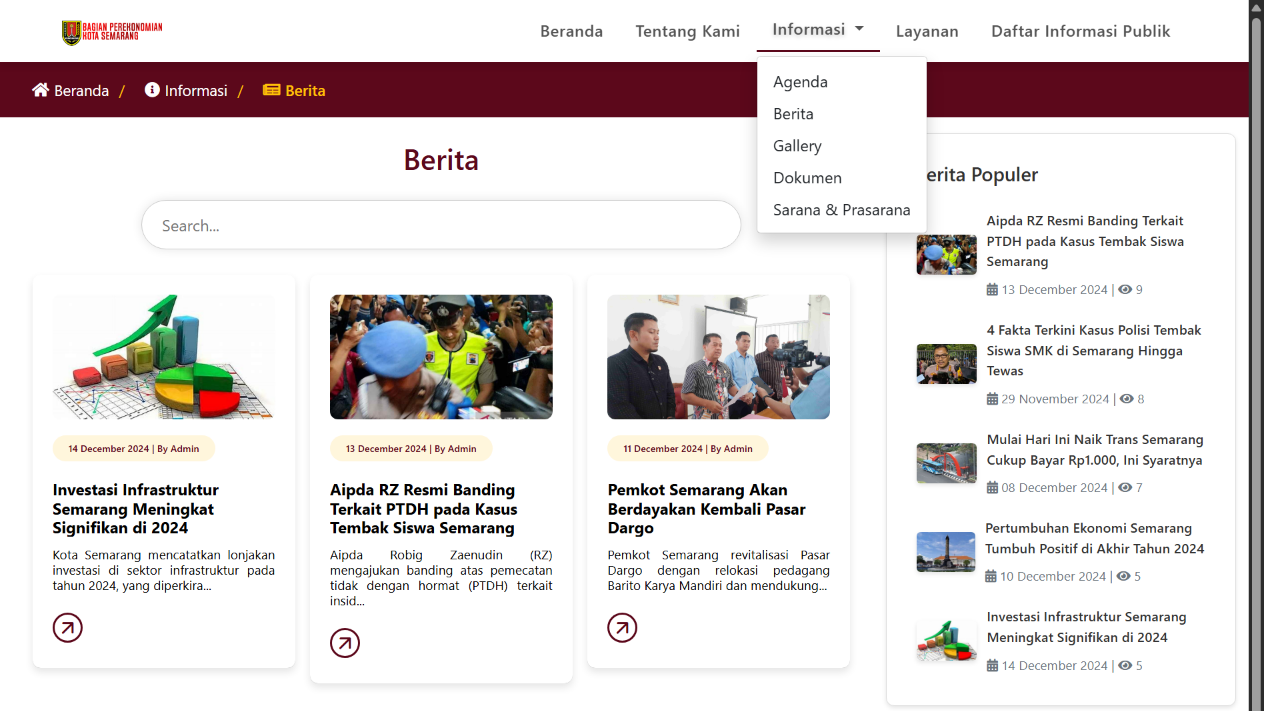 BAGIAN PEREKONOMIAN
KOTA SEMARANG
Beranda
Tentang Kami
Informasi
Layanan
Daftar Informasi Publik
Agenda
Berita
Gallery
Dokumen
Sarana & Prasarana
Beranda / Informasi / Berita
Berita
Search...
14 December 2024 | By Admin
Investasi Infrastruktur
Semarang Meningkat
Signifikan di 2024
Kota Semarang mencatatkan lonjakan
investasi di sektor infrastruktur pada
tahun 2024, yang diperkira...
13 December 2024 | By Admin
Aipda RZ Resmi Banding
Terkait PTDH pada Kasus
Tembak Siswa Semarang
Aipda Robig Zaenudin (RZ)
mengajukan banding atas pemecatan
tidak dengan hormat (PTDH) terkait
insid...
11 December 2024 | By Admin
Pemkot Semarang Akan
Berdayakan Kembali Pasar
Dargo
Pemkot Semarang revitalisasi Pasar
Dargo dengan relokasi pedagang
Barito Karya Mandiri dan mendukung...
erita Populer
Aipda RZ Resmi Banding Terkait
PTDH pada Kasus Tembak Siswa
Semarang
13 December 2024 | 9
4 Fakta Terkini Kasus Polisi Tembak
Siswa SMK di Semarang Hingga
Tewas
29 November 2024 | 8
Mulai Hari Ini Naik Trans Semarang
Cukup Bayar Rp1.000, Ini Syaratnya
08 December 2024 | 7
Pertumbuhan Ekonomi Semarang
Tumbuh Positif di Akhir Tahun 2024
10 December 2024 | 5
Investasi Infrastruktur Semarang
Meningkat Signifikan di 2024
14 December 2024 | 5